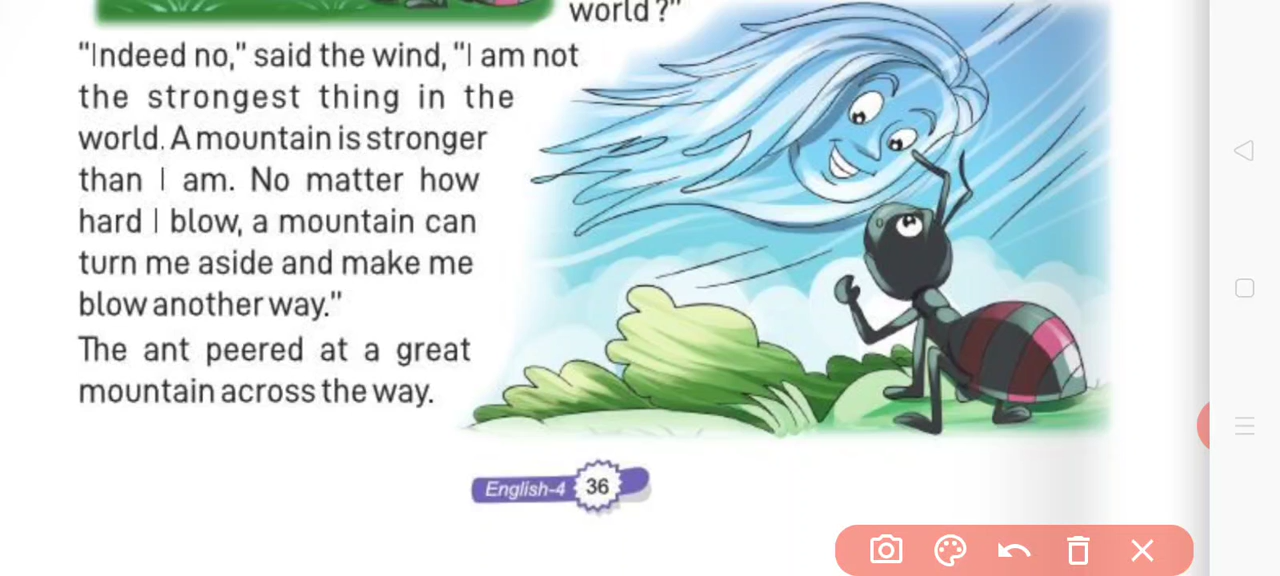 world?"
"Indeed no," said the wind, "I am not
the strongest thing in the
world. A mountain is stronger
than I am. No matter how
hard I blow, a mountain can
turn me aside and make me
blow another way."
The ant peered at a great
mountain across the way.
English-4 36